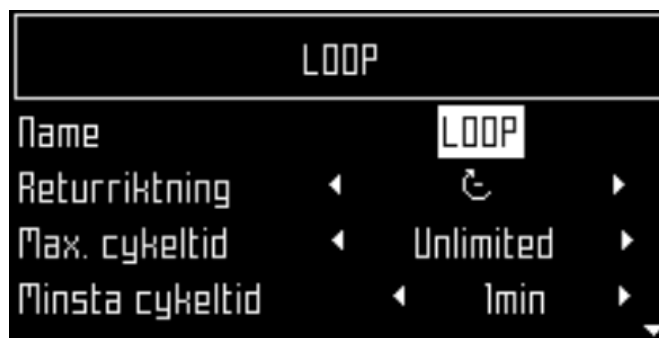 LOOP
Name LOOP
Returriktning
Max. cykeltid Unlimited
Minsta cykeltid 1min